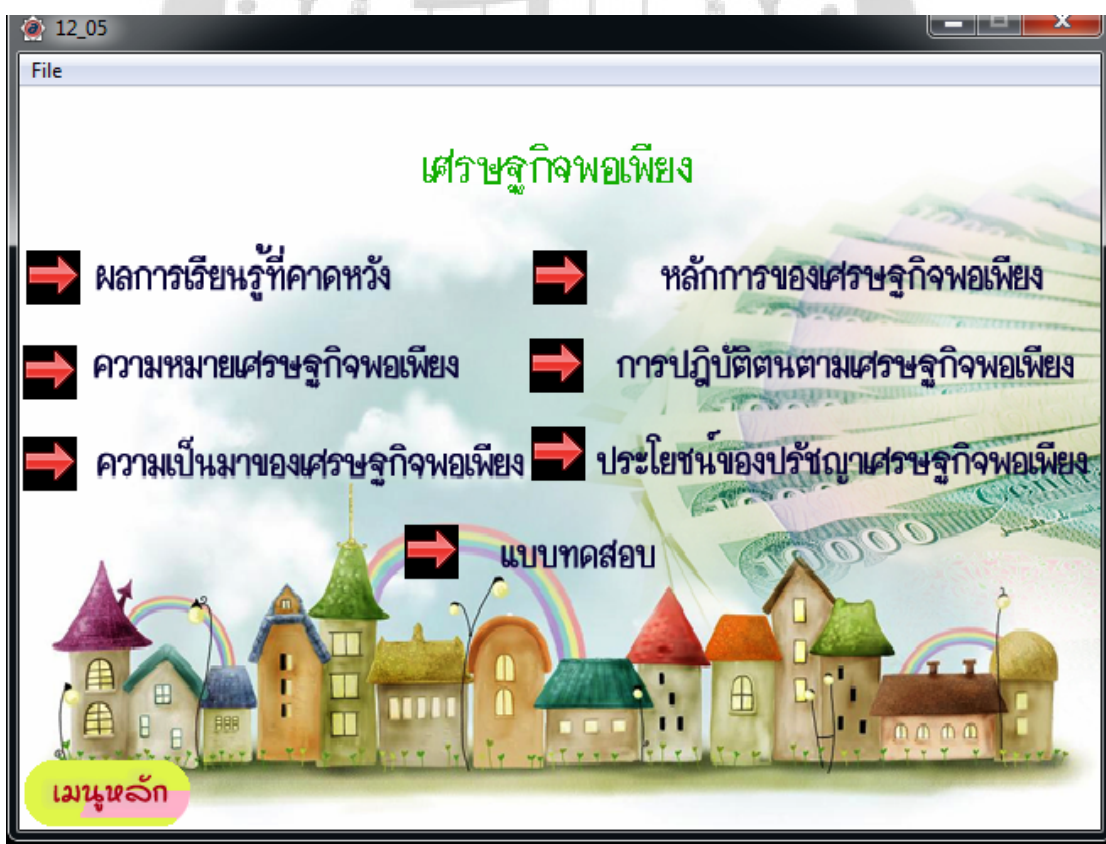 12_05
File
เศรษฐกิจพอเพียง
ผลการเรียนรู้ที่คาดหวัง
หลักการของเศรษฐกิจพอเพียง
ความหมายเศรษฐกิจพอเพียง
การปฎิบัติตนตามเศรษฐกิจพอเพียง
ความเป็นมาของเศรษฐกิจพอเพียง
ประโยชน์ของปรัชญาเศรษฐกิจพอเพียง
แบบทดสอบ
10000
เมนูหลัก